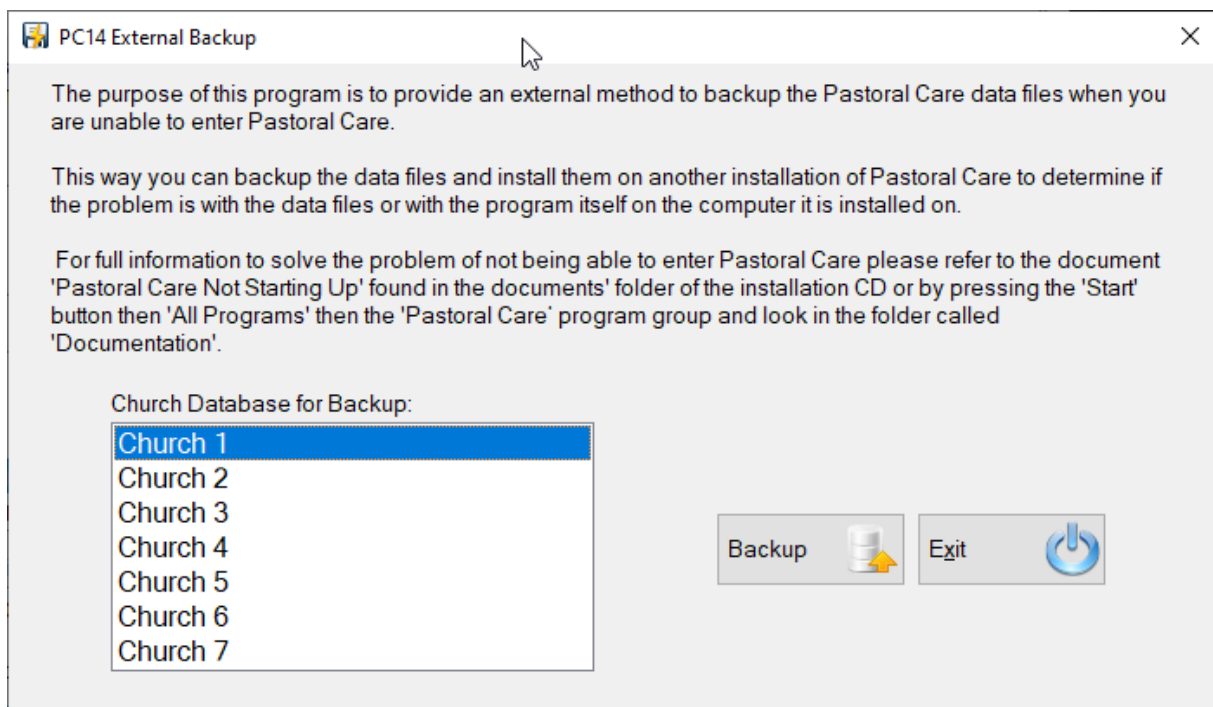 PC14 External Backup
The purpose of this program is to provide an external method to backup the Pastoral Care data files when you
are unable to enter Pastoral Care.
This way you can backup the data files and install them on another installation of Pastoral Care to determine if
the problem is with the data files or with the program itself on the computer it is installed on.
For full information to solve the problem of not being able to enter Pastoral Care please refer to the document
'Pastoral Care Not Starting Up' found in the documents' folder of the installation CD or by pressing the 'Start'
button then 'All Programs' then the 'Pastoral Care' program group and look in the folder called
'Documentation'.
Church Database for Backup:
Church 1
Church 2
Church 3
Church 4
Church 5
Church 6
Church 7
Backup
Exit